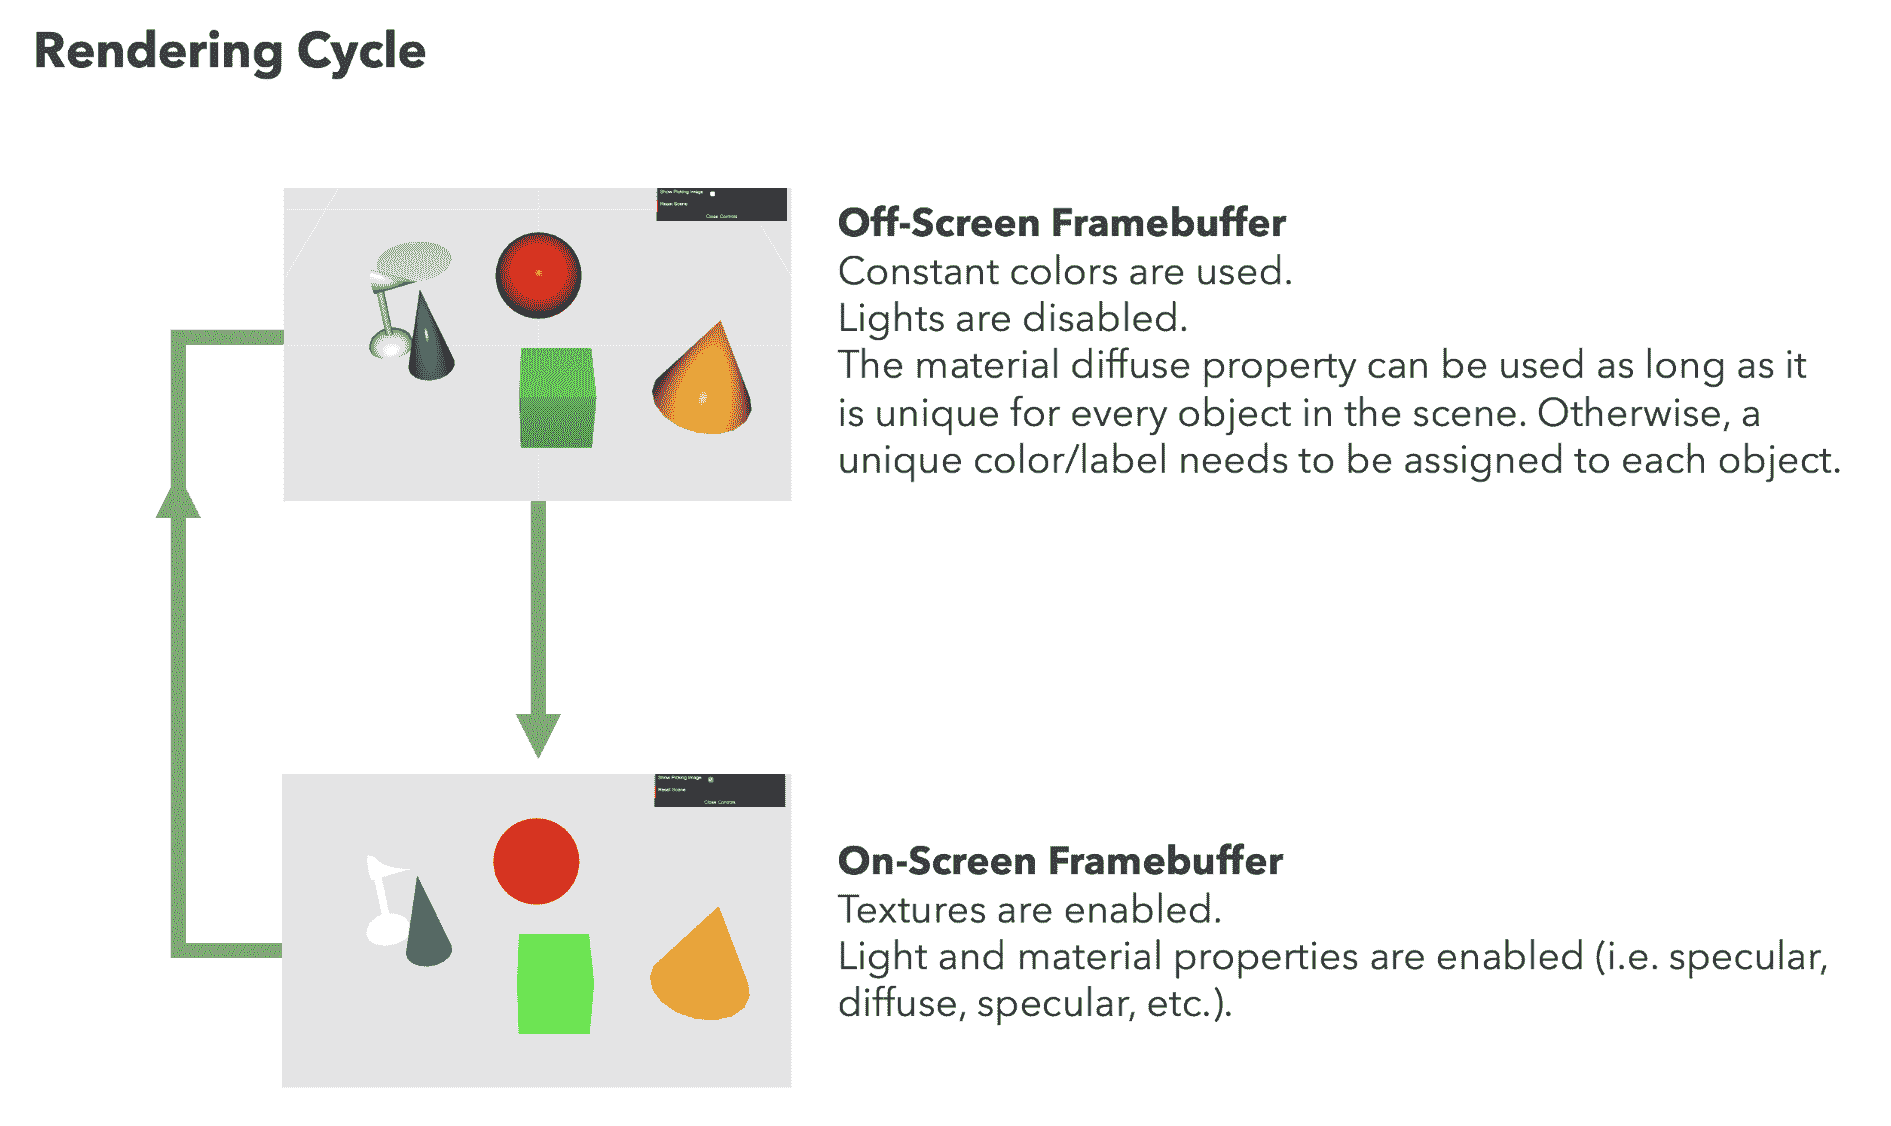 Rendering Cycle
Show Picking Image
Reset Scene
Close Controls
Off-Screen Framebuffer
Constant colors are used.
Lights are disabled.
The material diffuse property can be used as long as it
is unique for every object in the scene. Otherwise, a
unique color/label needs to be assigned to each object.
Show Picking Image
Reset Scene
Close Controls
On-Screen Framebuffer
Textures are enabled.
Light and material properties are enabled (i.e. specular,
diffuse, specular, etc.).